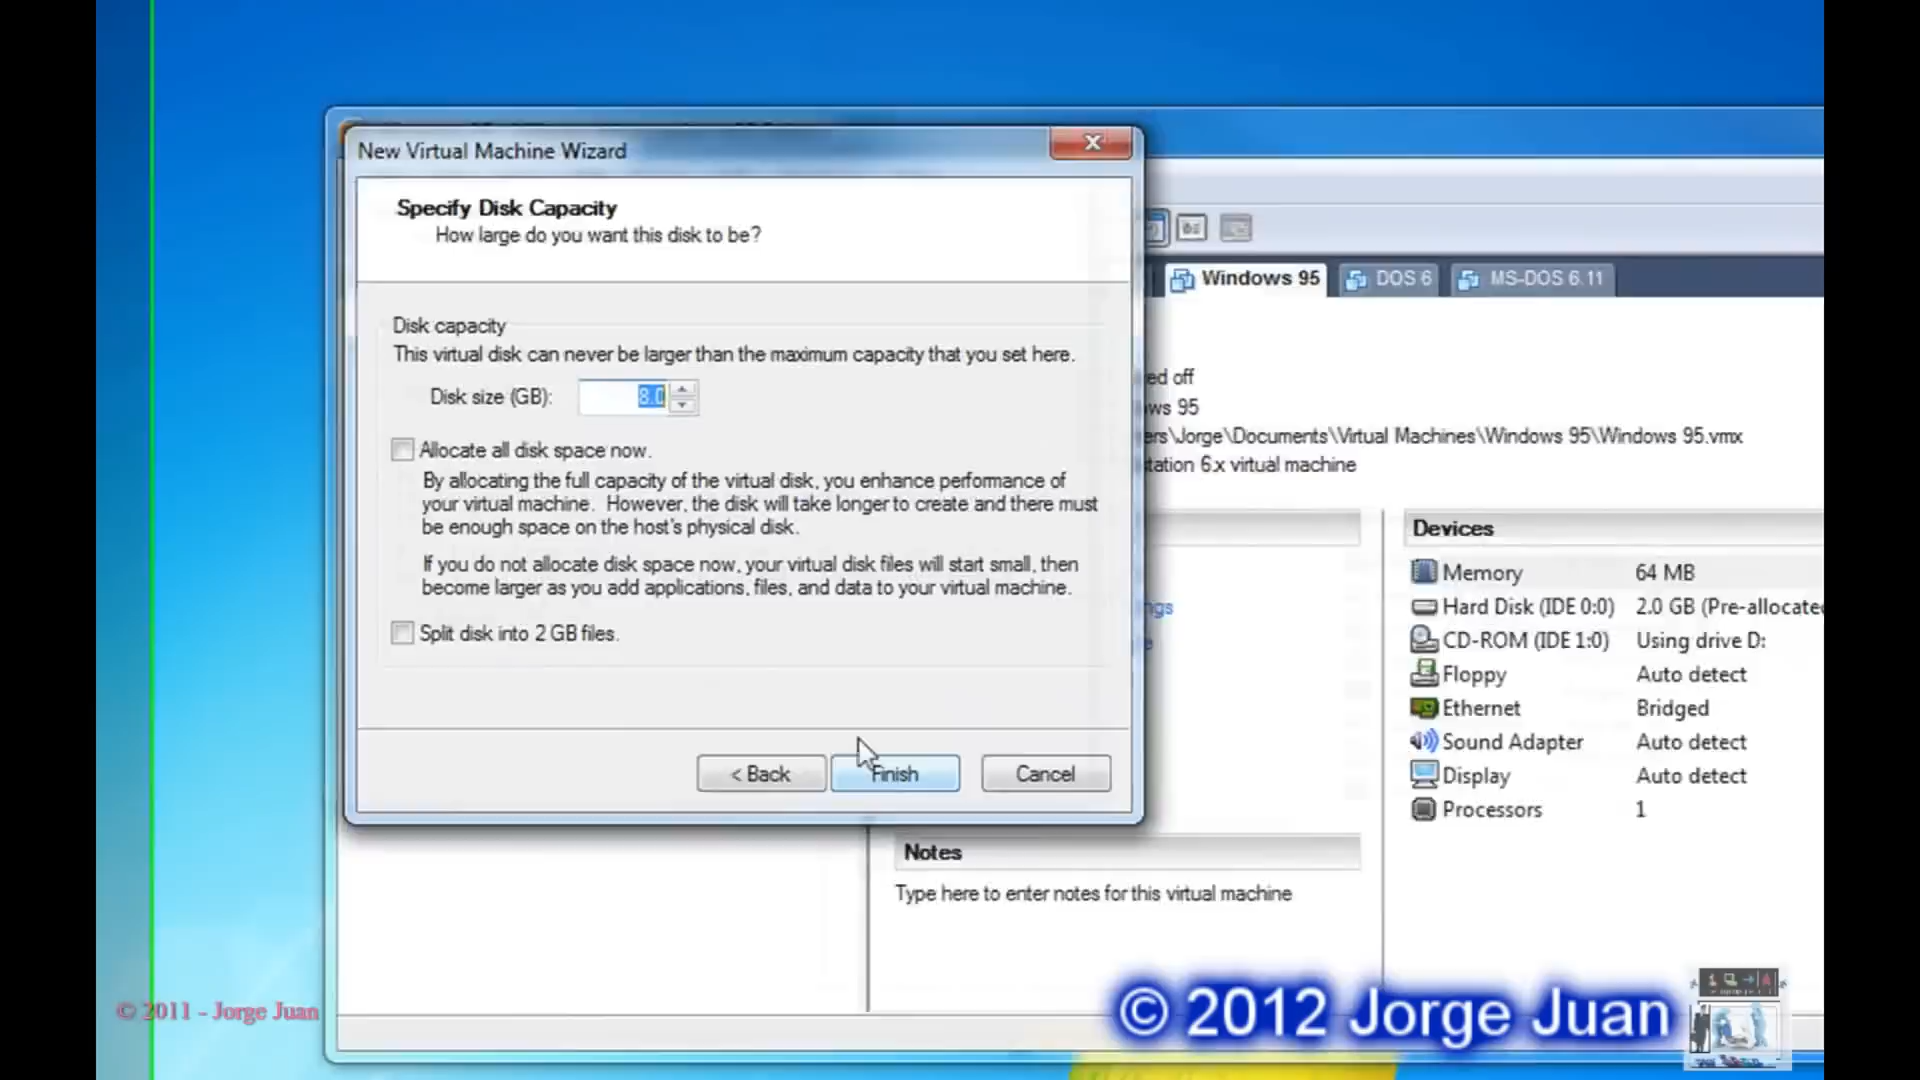 New Virtual Machine Wizard
Specify Disk Capacity
How large do you want this disk to be?
Disk capacity
This virtual disk can never be larger than the maximum capacity that you set here.
Disk size (GB): 8.0
Allocate all disk space now.
By allocating the full capacity of the virtual disk, you enhance performance of
your virtual machine. However, the disk will take longer to create and there must
be enough space on the host's physical disk.
If you do not allocate disk space now, your virtual disk files will start small, then
become larger as you add applications, files, and data to your virtual machine.
Split disk into 2 GB files.
< Back
Finish
Cancel
Windows 95
DOS 6
MS-DOS 6.11
ed off
ws 95
ers\Jorge\Documents\Virtual Machines\Windows 95\Windows 95.vmx
station 6.x virtual machine
ngs
Devices
Memory 64 MB
Hard Disk (IDE 0:0) 2.0 GB (Pre-allocated
CD-ROM (IDE 1:0) Using drive D:
Floppy Auto detect
Ethernet Bridged
Sound Adapter Auto detect
Display Auto detect
Processors 1
Notes
Type here to enter notes for this virtual machine
© 2011 - Jorge Juan
© 2012 Jorge Juan